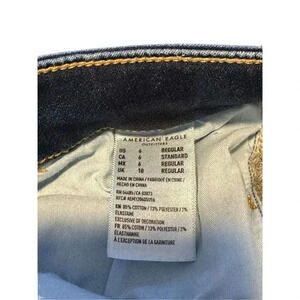 AMERICAN EAGLE
OUTFITTERS
US 6 REGULAR
CA 6 STANDARD
MX 6 REGULAR
UK 10 REGULAR
MADE IN CHINA / FABRIQUÉ EN CHINE /
HECHO EN CHINA
EN: 85% COTTON / 13% POLYESTER / 2%
ELASTANE
EXCLUSIVE OF DECORATION
FR: 85% COTON / 13% POLYESTER / 2%
ÉLASTHANNE
À L'EXCEPTION DE LA GARNITURE